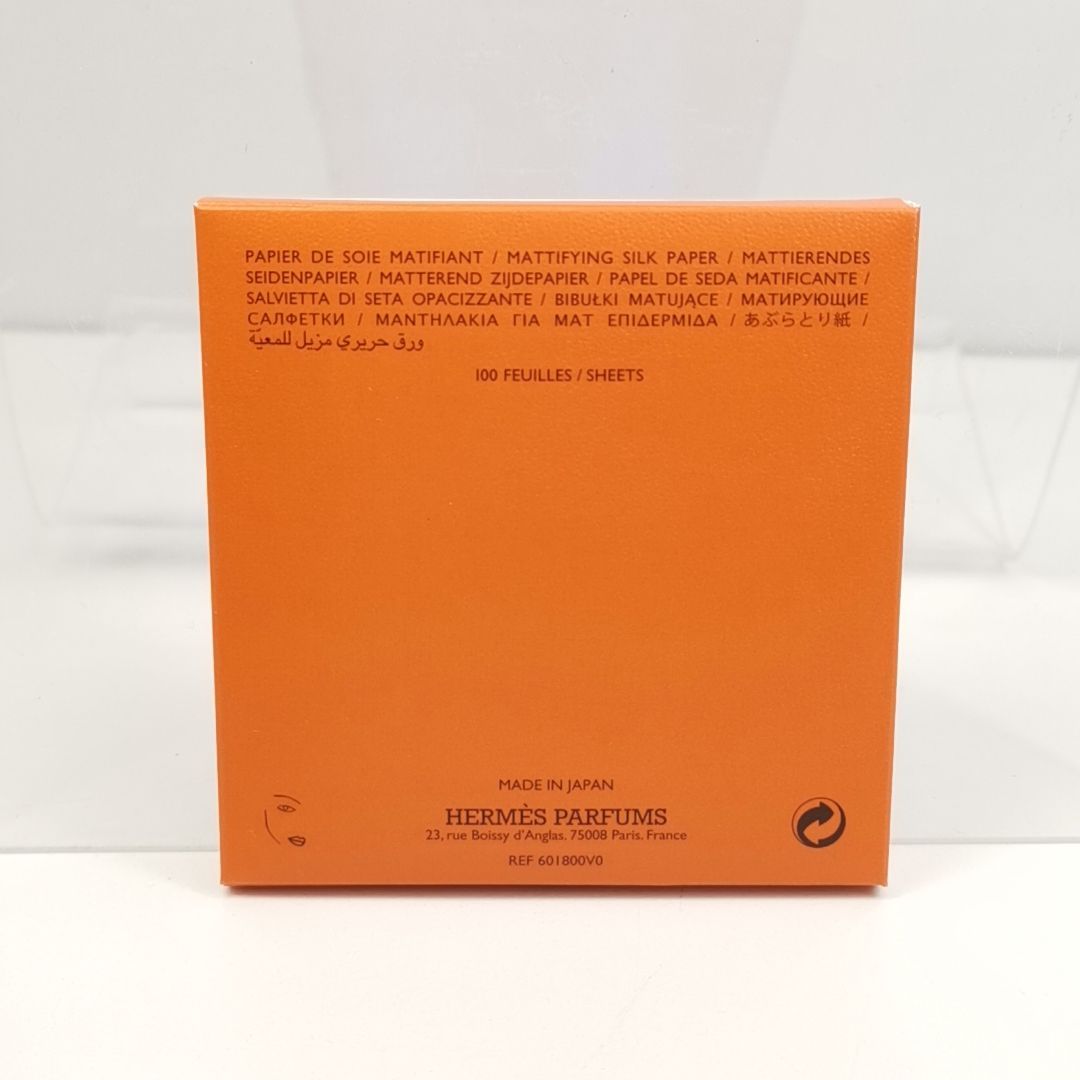 PAPIER DE SOIE MATIFIANT / MATTIFYING SILK PAPER / MATTIERENDES
SEIDENPAPIER / MATTEREND ZIJDEPAPIER / PAPEL DE SEDA MATIFICANTE /
SALVIETTA DI SETA OPACIZZANTE / BIBUŁKI MATUJĄCE / МАТИРУЮЩИЕ
САЛФЕТКИ / ΜΑΝΤΗΛΑΚΙΑ ΓΙΑ ΜΑΤ ΕΠΙΔΕΡΜΙΔΑ / あぶらとり紙 /
ورق حريري مزيل للمعيّة
100 FEUILLES / SHEETS
MADE IN JAPAN
HERMÈS PARFUMS
23, rue Boissy d'Anglas. 75008 Paris. France
REF 601800V0